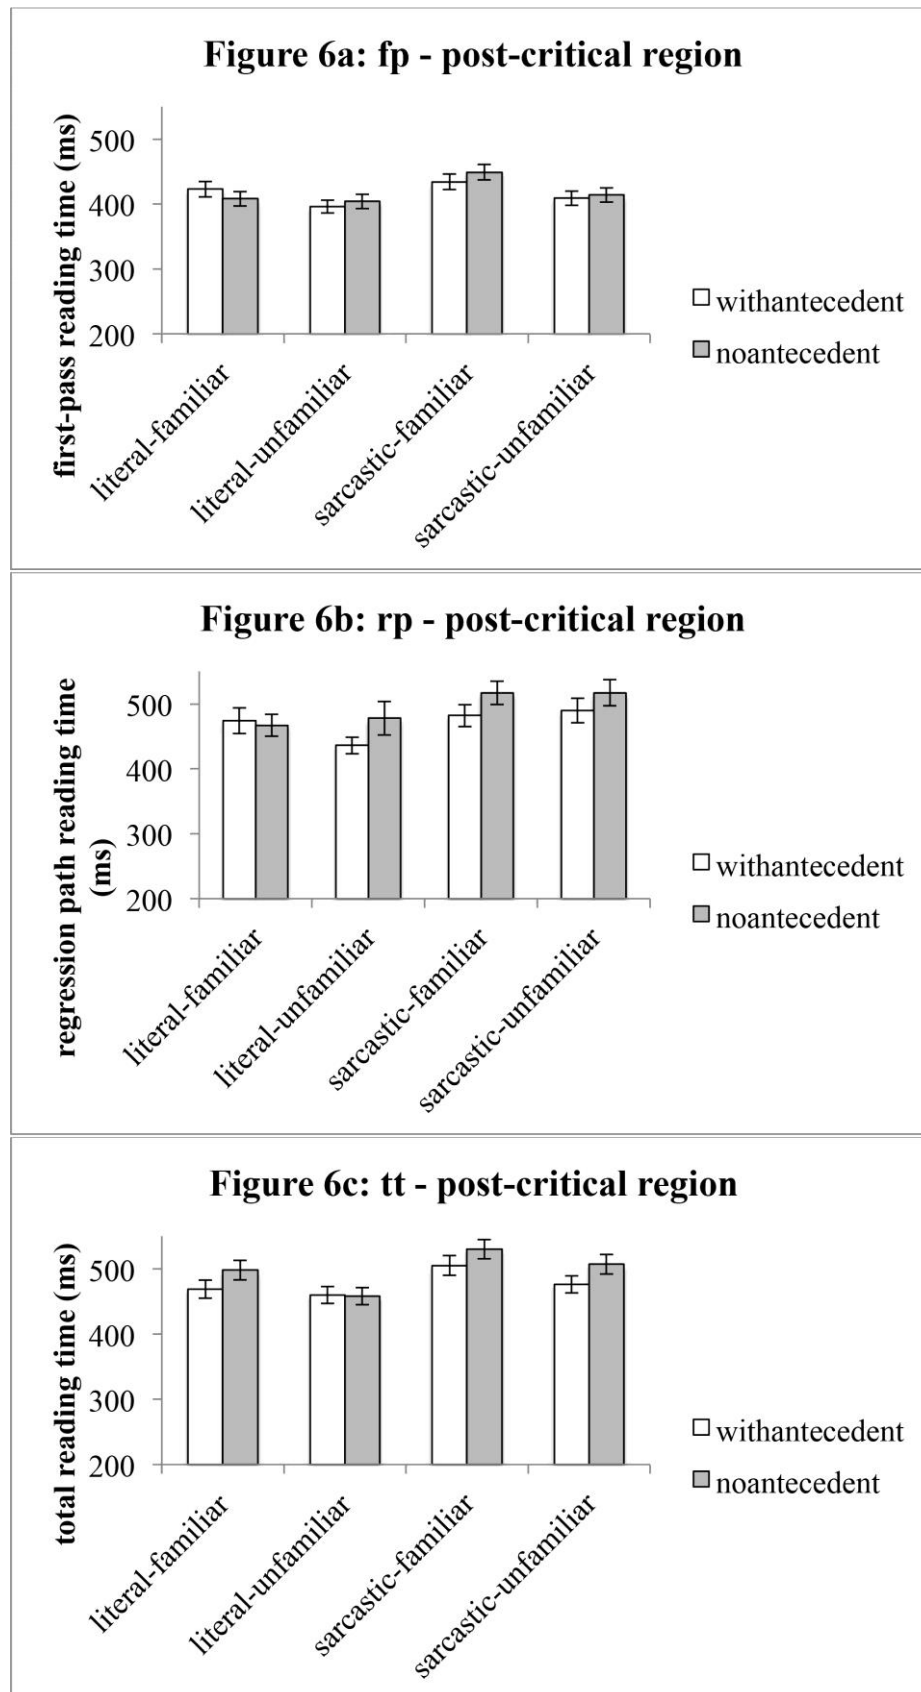 Figure 6a: fp - post-critical region
first-pass reading time (ms)
500
400
300
200
literal-familiar
literal-unfamiliar
sarcastic-familiar
sarcastic-unfamiliar
withantecedent
noantecedent
Figure 6b: rp - post-critical region
regression path reading time
(ms)
500
400
300
200
literal-familiar
literal-unfamiliar
sarcastic-familiar
sarcastic-unfamiliar
withantecedent
noantecedent
Figure 6c: tt - post-critical region
total reading time (ms)
500
400
300
200
literal-familiar
literal-unfamiliar
sarcastic-familiar
sarcastic-unfamiliar
withantecedent
noantecedent